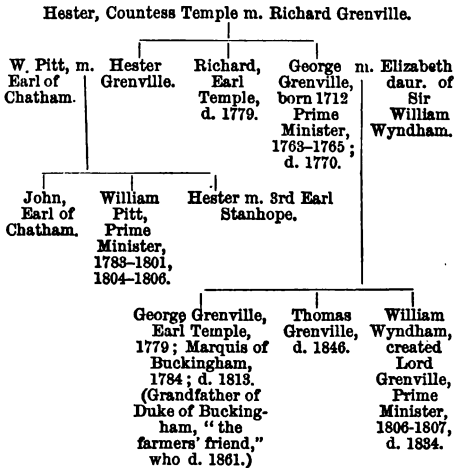 Hester, Countess Temple m. Richard Grenville.
W. Pitt, m.
Earl of
Chatham.
Hester
Grenville.
Richard,
Earl
Temple,
d. 1779.
George
Grenville,
born 1712
Prime
Minister,
1763–1765;
d. 1770.
m. Elizabeth
daur. of
Sir
William
Wyndham.
John,
Earl of
Chatham.
William
Pitt,
Prime
Minister,
1783–1801,
1804–1806.
Hester m. 3rd Earl
Stanhope.
George Grenville,
Earl Temple,
1779; Marquis of
Buckingham,
1784; d. 1813.
(Grandfather of
Duke of Bucking-
ham, "the
farmers' friend,"
who d. 1861.)
Thomas
Grenville,
d. 1846.
William
Wyndham,
created
Lord
Grenville,
Prime
Minister,
1806-1807,
d. 1834.